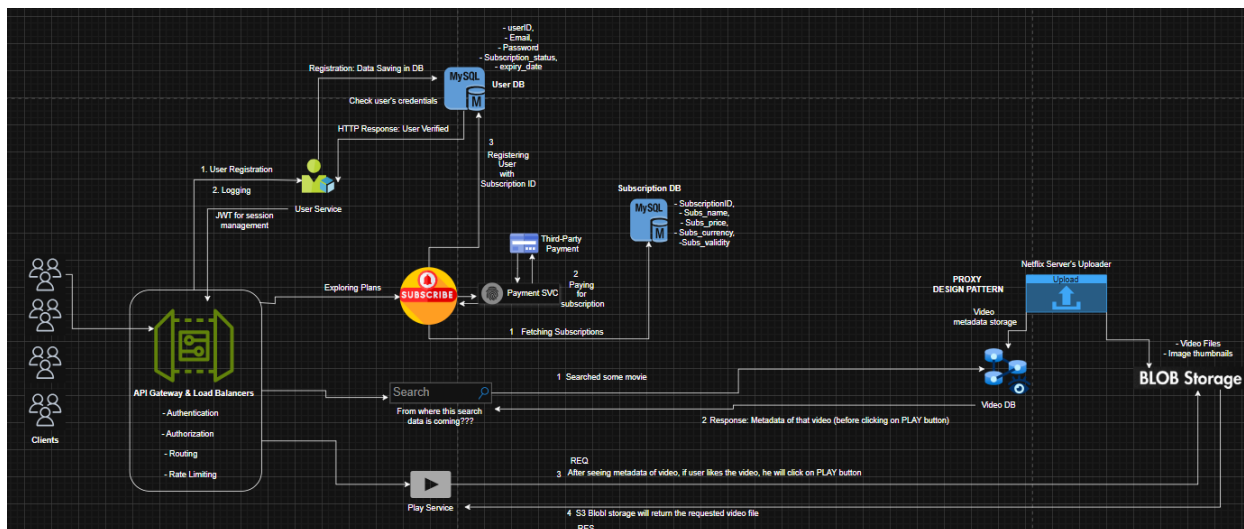 - userID,
- Email,
- Password
- Subscription_status,
- expiry_date
Registration: Data Saving in DB
MySQL
M
User DB
Check user's credentials
HTTP Response: User Verified
3
Registering
User
with
Subscription ID
1. User Registration
2. Logging
User Service
JWT for session
management
Subscription DB
MySQL
M
- SubscriptionID,
- Subs_name,
- Subs_price,
- Subs_currency,
-Subs_validity
Third-Party
Payment
Exploring Plans
SUBSCRIBE
Payment SVC
2
Paying
for
subscription
1 Fetching Subscriptions
Netflix Server's Uploader
Upload
PROXY
DESIGN PATTERN
Video
metadata storage
- Video Files
- Image thumbnails
BLOB Storage
Clients
API Gateway & Load Balancers
- Authentication
- Authorization
- Routing
- Rate Limiting
Search
From where this search
data is coming???
1 Searched some movie
Video DB
2 Response: Metadata of that video (before clicking on PLAY button)
REQ
3 After seeing metadata of video, if user likes the video, he will click on PLAY button
Play Service
4 S3 Blobl storage will return the requested video file
RES